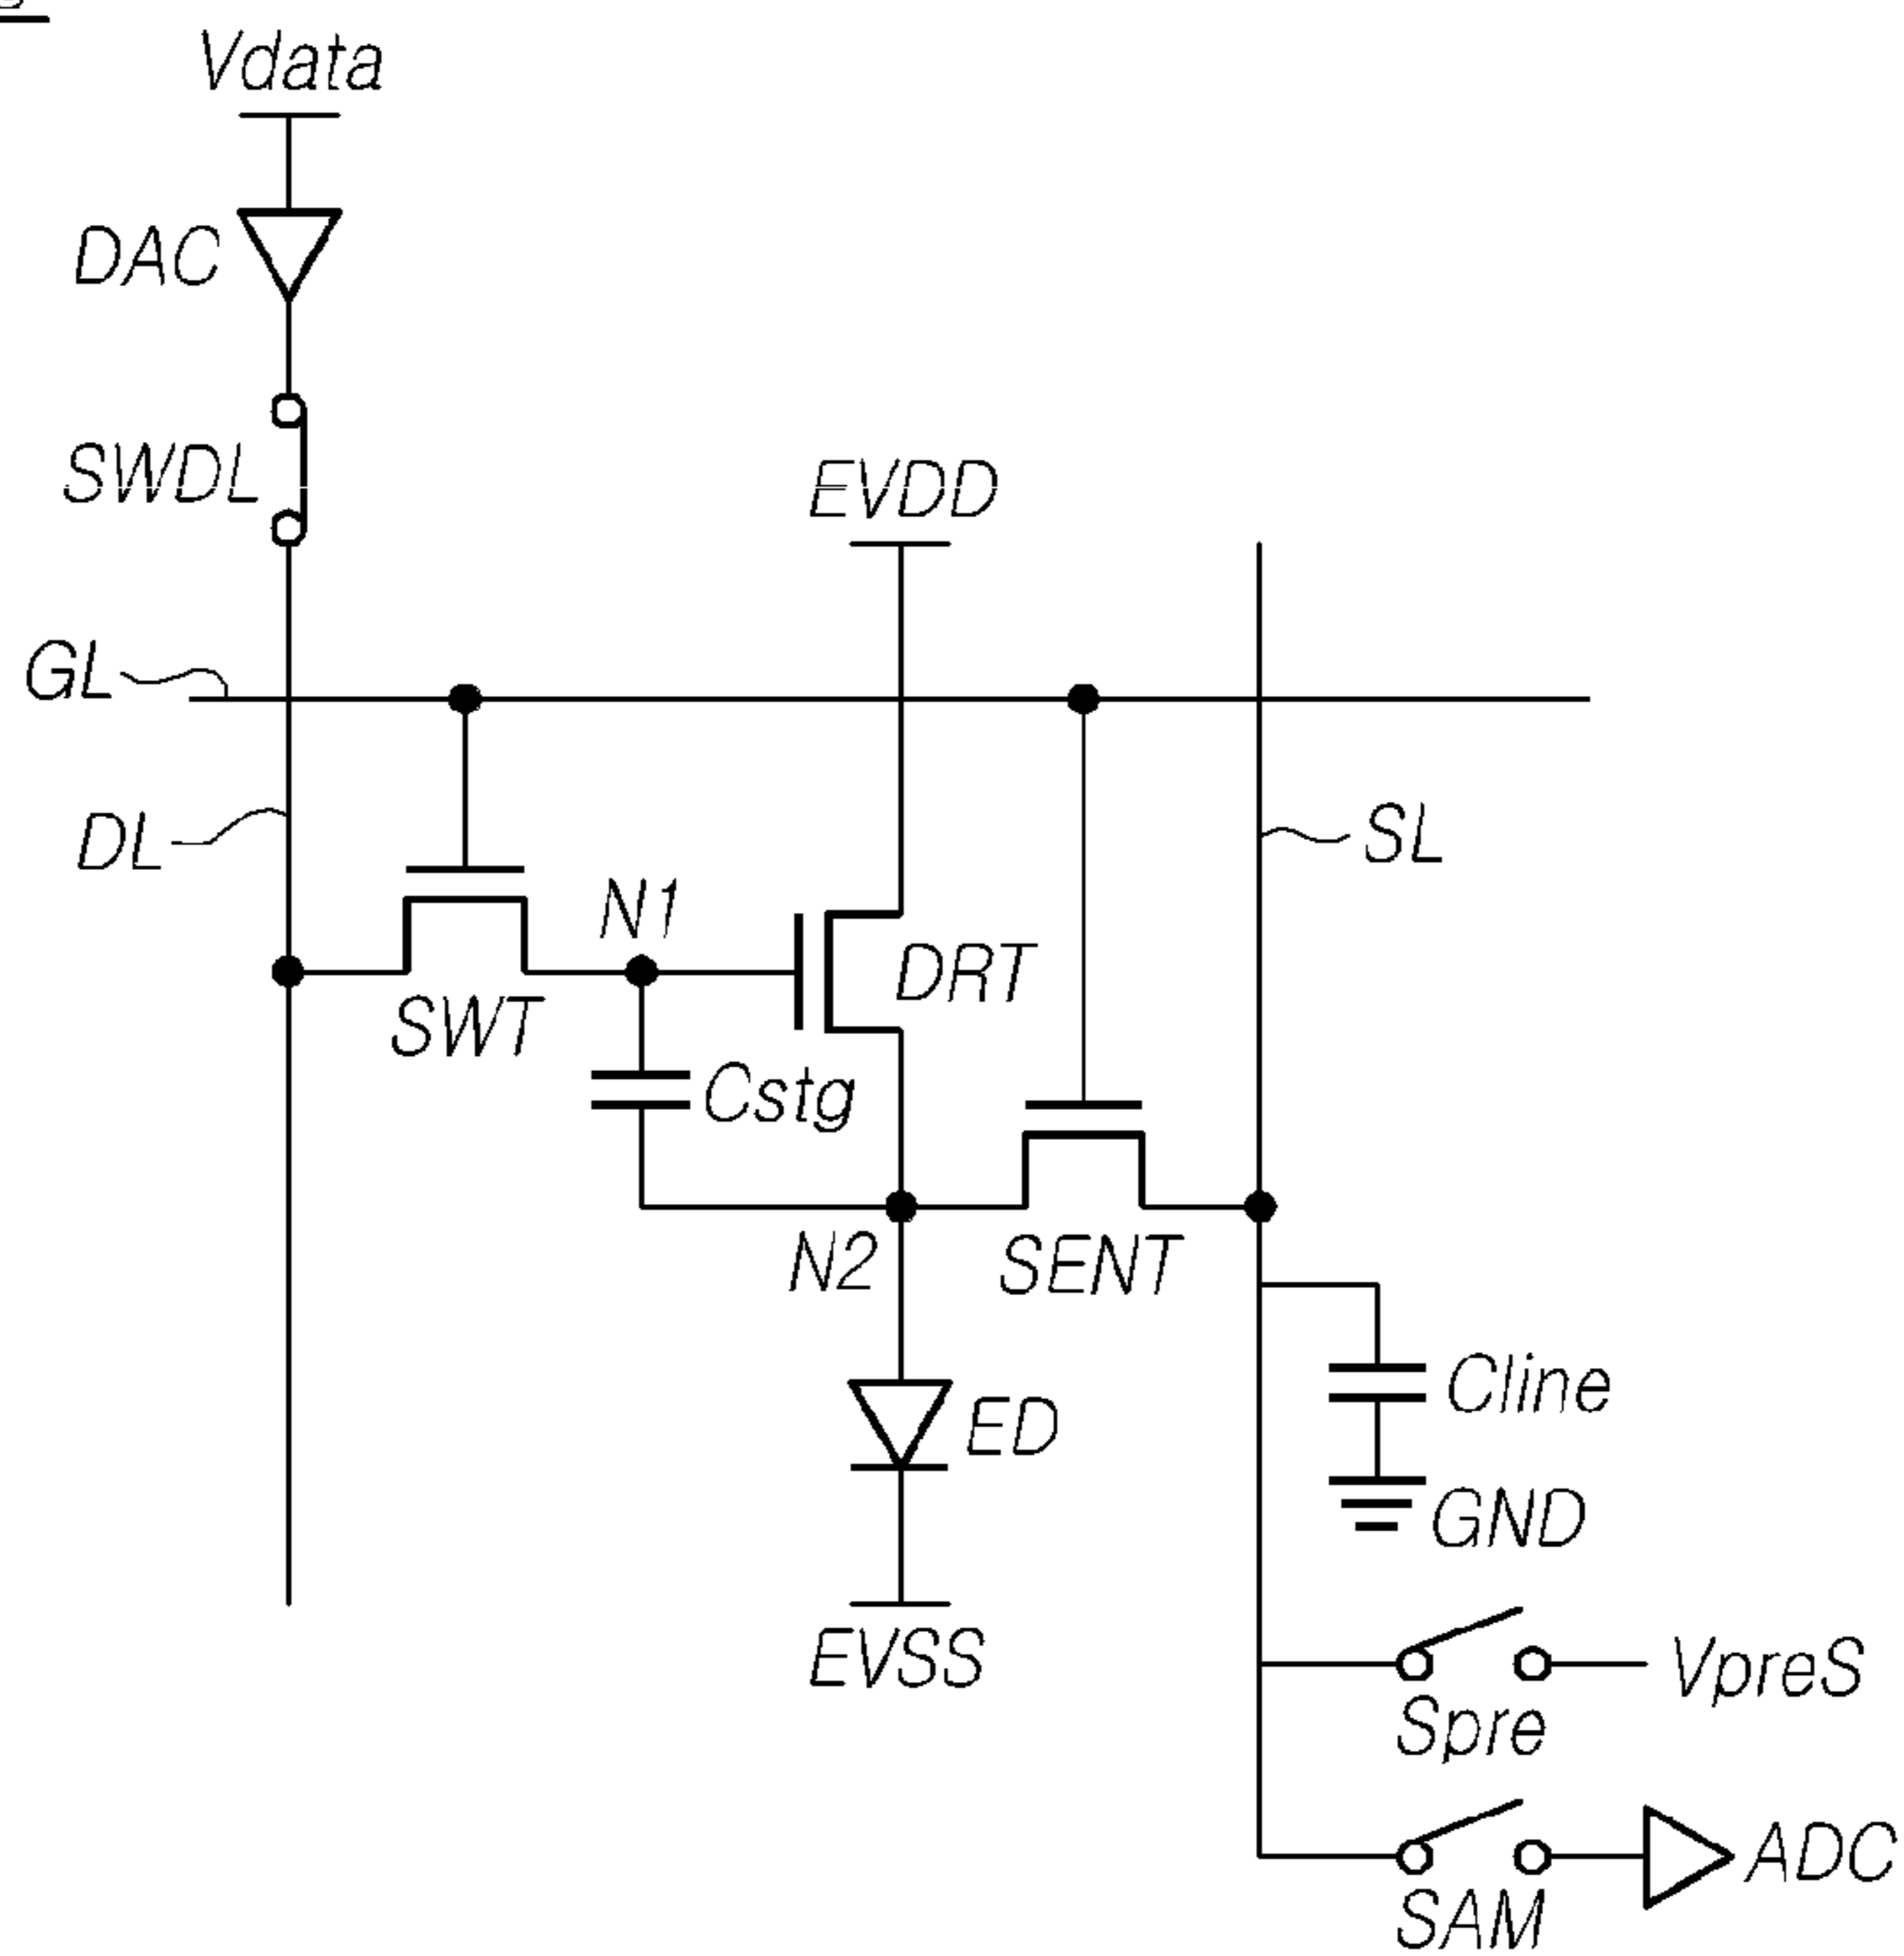 Vdata
DAC
SWDL
EVDD
GL
DL
SL
N1
DRT
SWT
Cstg
N2
SENT
Cline
ED
GND
EVSS
VpreS
Spre
ADC
SAM